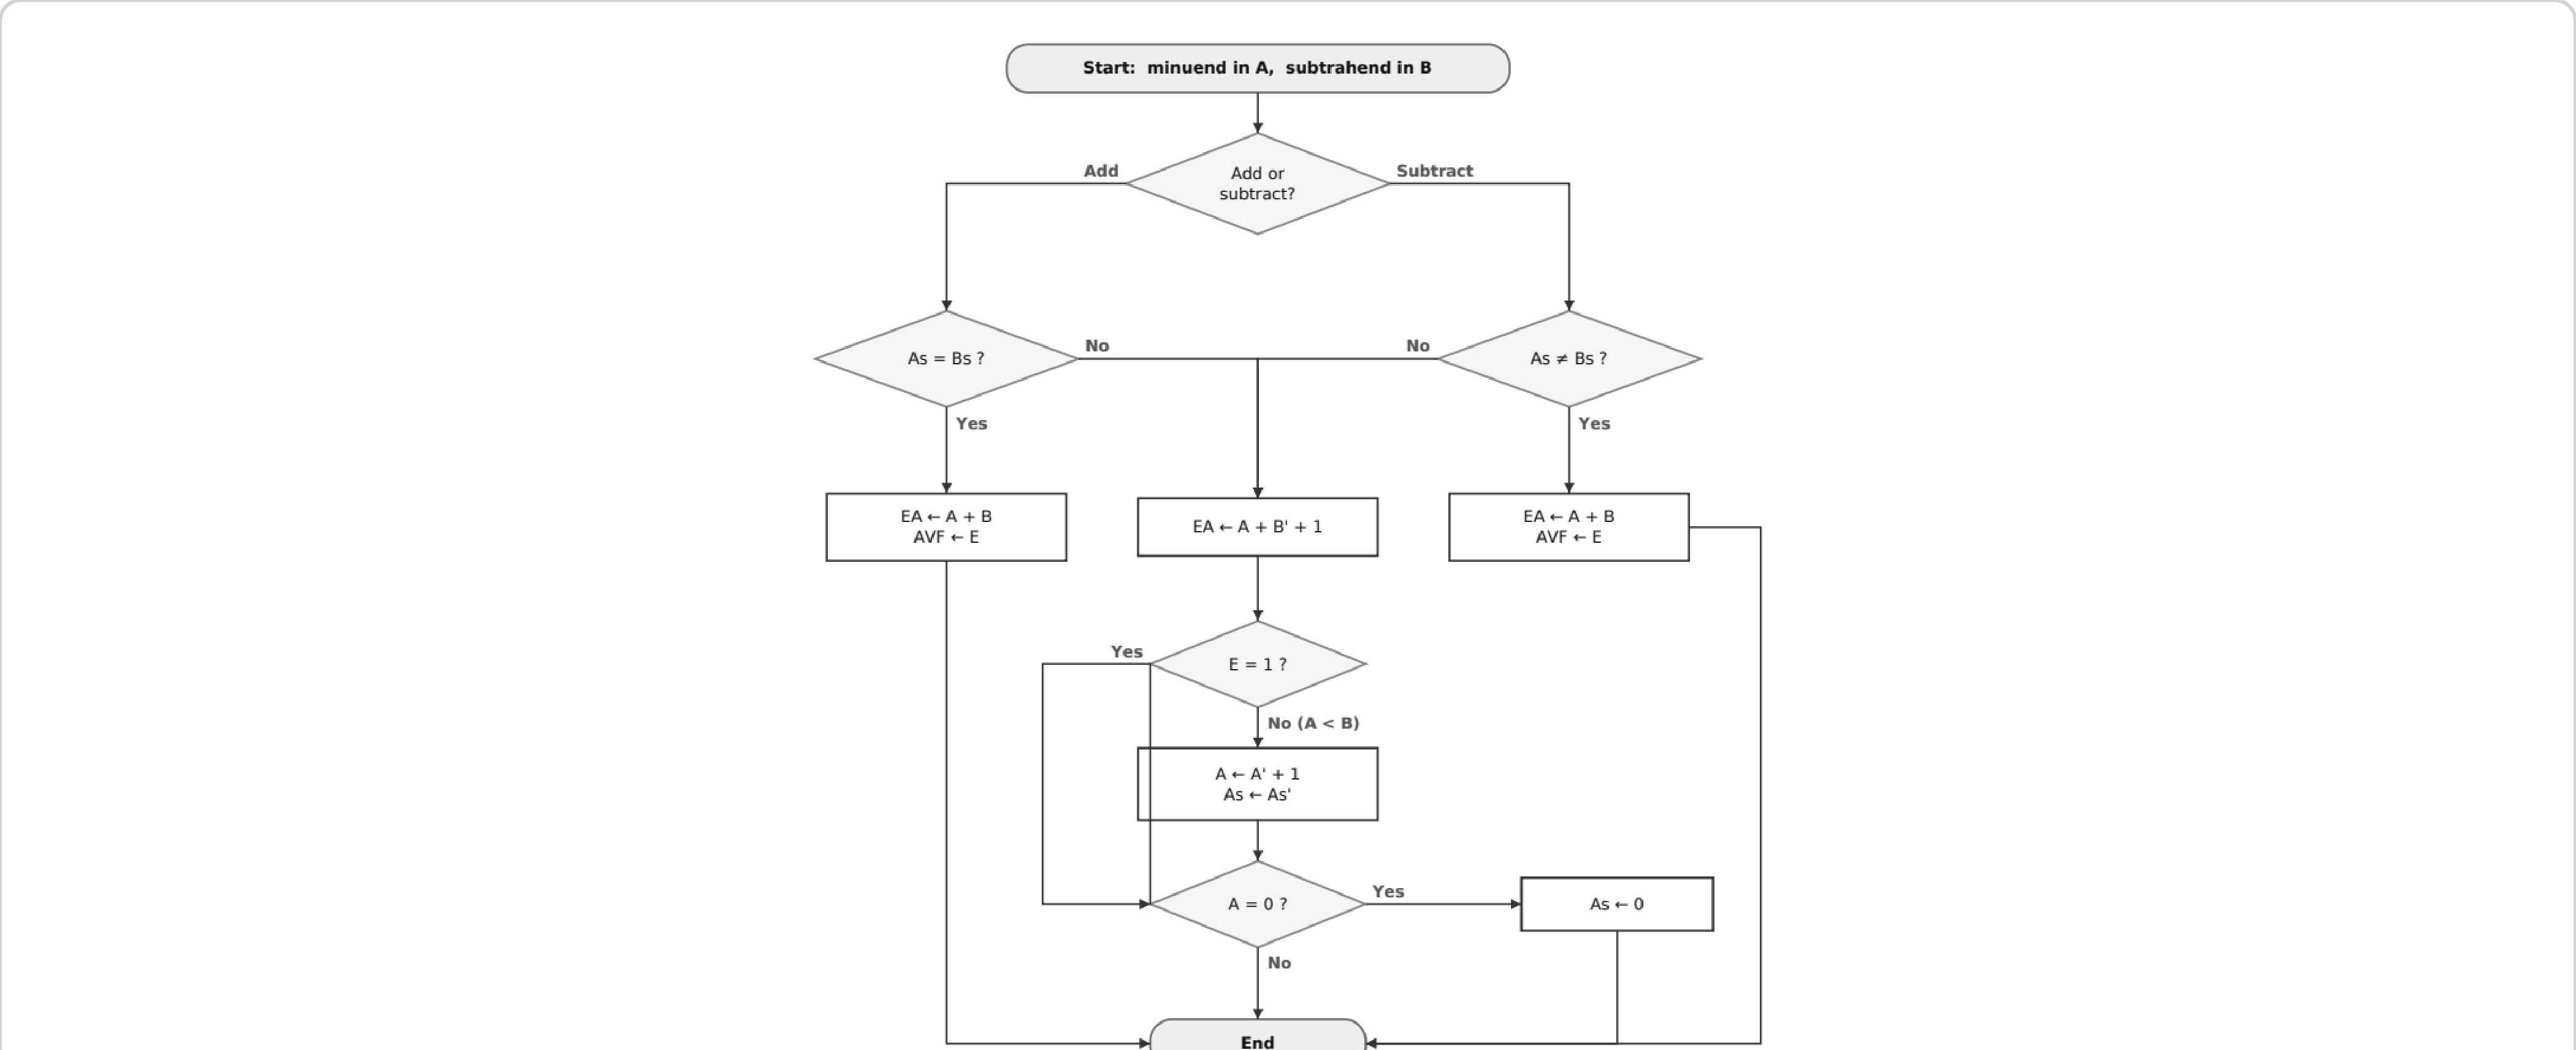 Start:  minuend in A,  subtrahend in B
Add
Add or
subtract?
Subtract
As = Bs ?
No
No
As ≠ Bs ?
Yes
Yes
EA ← A + B
AVF ← E
EA ← A + B' + 1
EA ← A + B
AVF ← E
Yes
E = 1 ?
No (A < B)
A ← A' + 1
As ← As'
A = 0 ?
Yes
As ← 0
No
End